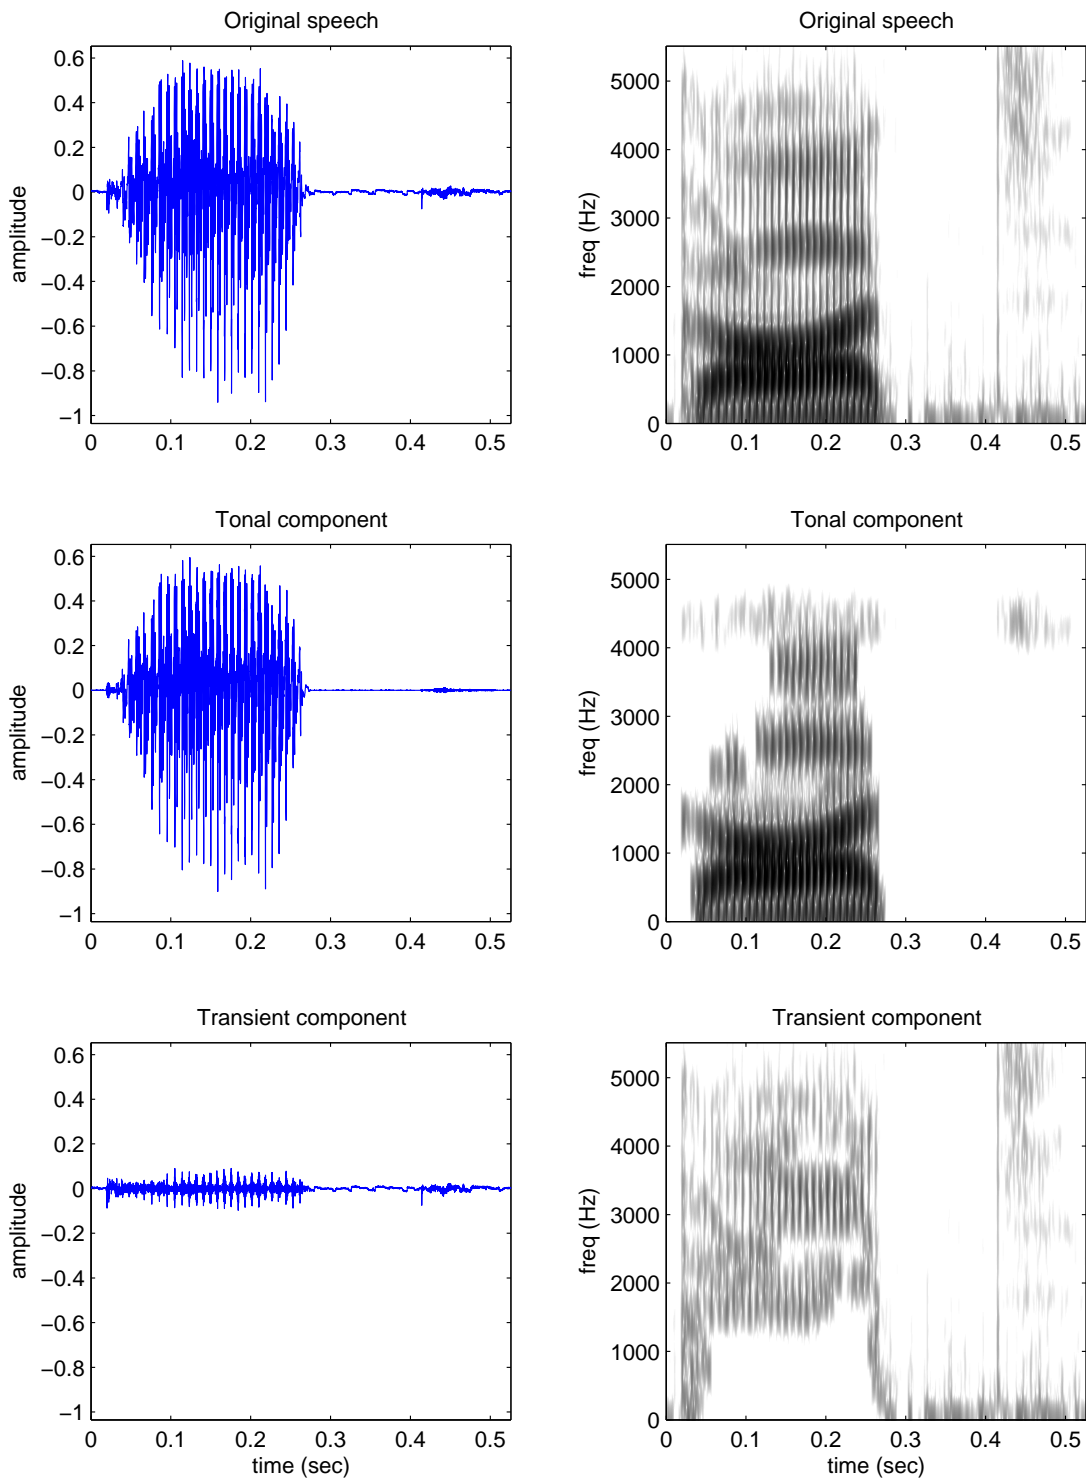 Original speech
0.6
0.4
0.2
0
−0.2
−0.4
−0.6
−0.8
−1
amplitude
0 0.1 0.2 0.3 0.4 0.5
Original speech
5000
4000
3000
2000
1000
0
freq (Hz)
0 0.1 0.2 0.3 0.4 0.5
Tonal component
0.6
0.4
0.2
0
−0.2
−0.4
−0.6
−0.8
−1
amplitude
0 0.1 0.2 0.3 0.4 0.5
Tonal component
5000
4000
3000
2000
1000
0
freq (Hz)
0 0.1 0.2 0.3 0.4 0.5
Transient component
0.6
0.4
0.2
0
−0.2
−0.4
−0.6
−0.8
−1
amplitude
0 0.1 0.2 0.3 0.4 0.5
time (sec)
Transient component
5000
4000
3000
2000
1000
0
freq (Hz)
0 0.1 0.2 0.3 0.4 0.5
time (sec)